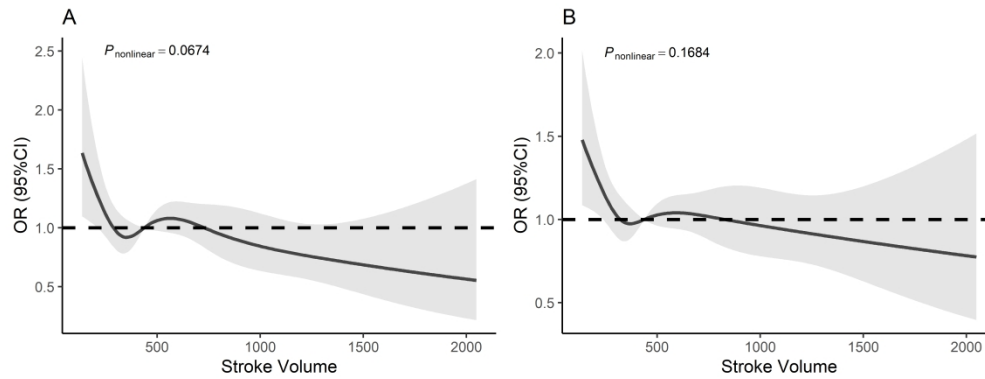 A
P nonlinear = 0.0674
2.5
2.0
1.5
1.0
0.5
OR (95%CI)
500
1000
1500
2000
Stroke Volume
B
P nonlinear = 0.1684
2.0
1.5
1.0
0.5
OR (95%CI)
500
1000
1500
2000
Stroke Volume